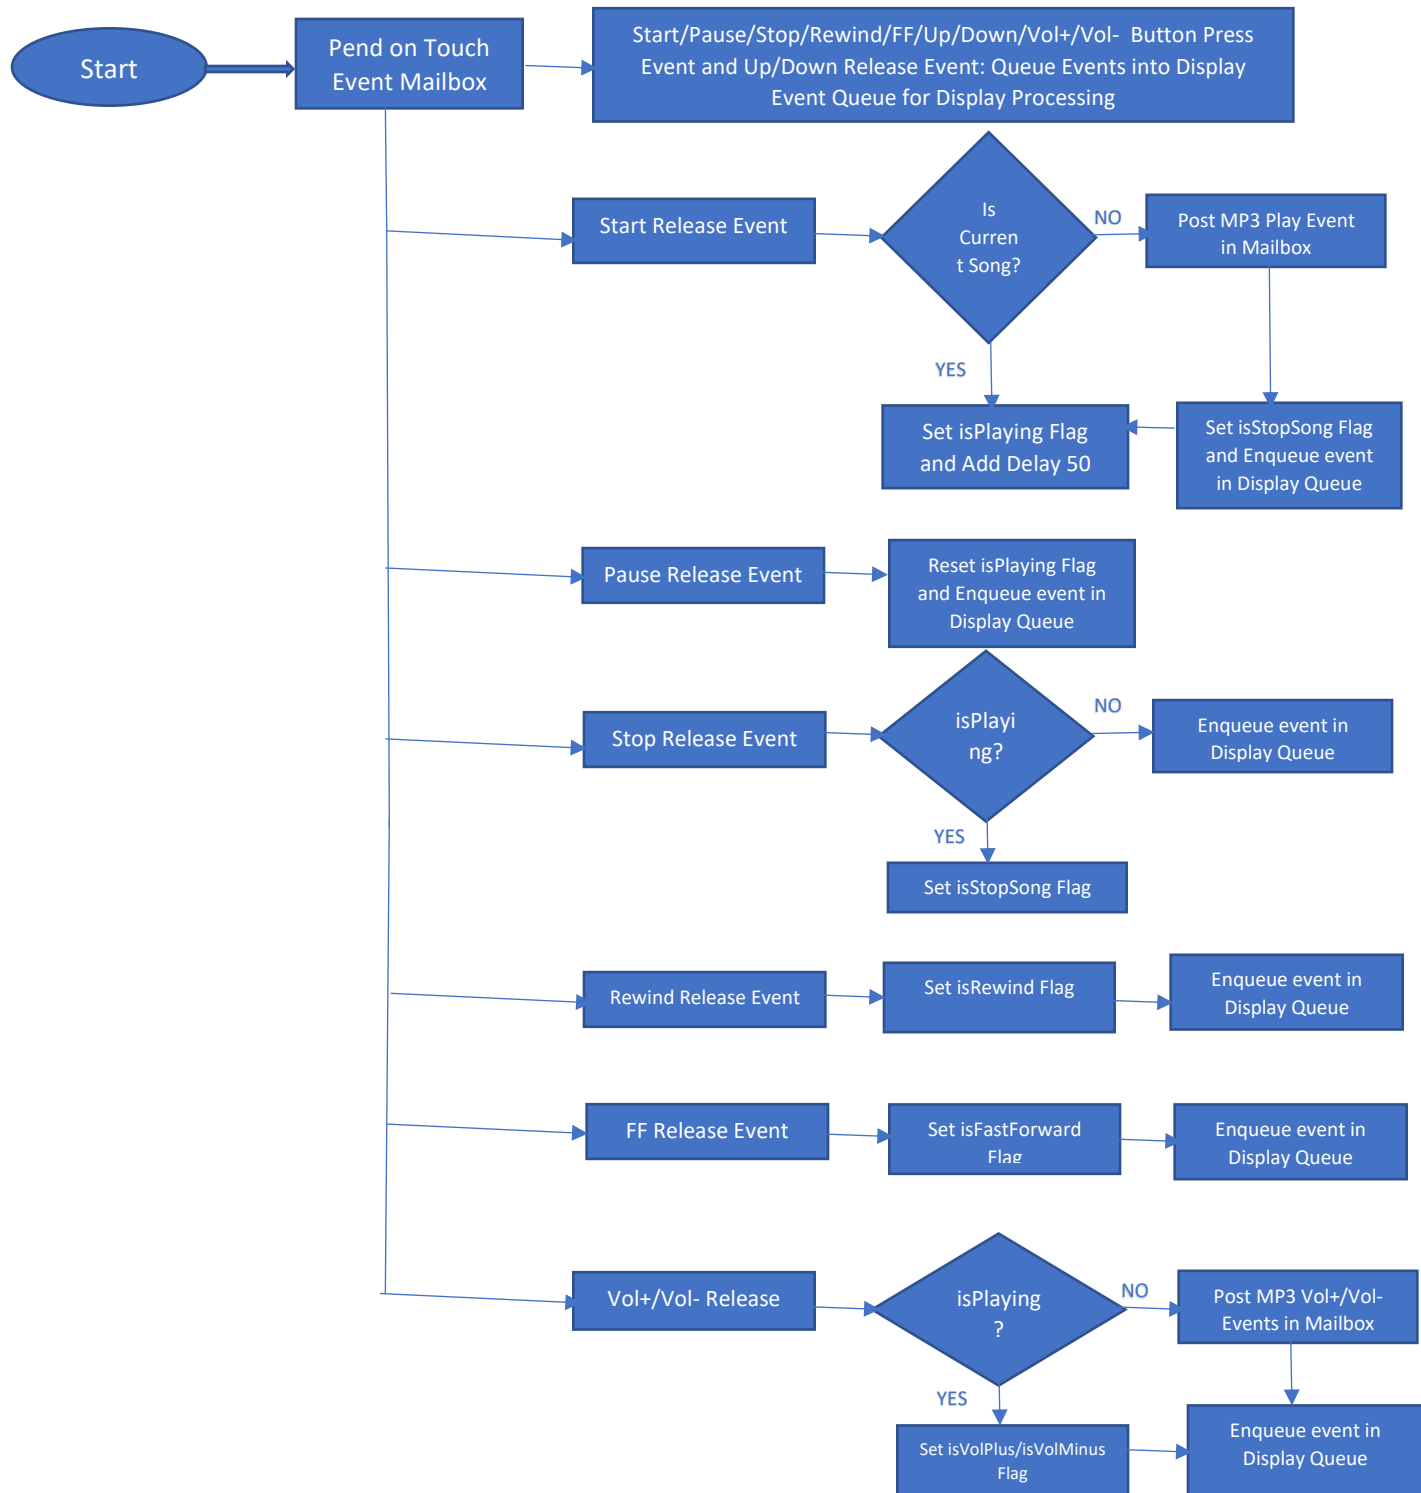 Start
Pend on Touch
Event Mailbox
Start/Pause/Stop/Rewind/FF/Up/Down/Vol+/Vol- Button Press
Event and Up/Down Release Event: Queue Events into Display
Event Queue for Display Processing
Start Release Event
Is
Curren
t Song?
NO
Post MP3 Play Event
in Mailbox
YES
Set isPlaying Flag
and Add Delay 50
Set isStopSong Flag
and Enqueue event
in Display Queue
Pause Release Event
Reset isPlaying Flag
and Enqueue event in
Display Queue
Stop Release Event
isPlayi
ng?
NO
Enqueue event in
Display Queue
YES
Set isStopSong Flag
Rewind Release Event
Set isRewind Flag
Enqueue event in
Display Queue
FF Release Event
Set isFastForward
Flag
Enqueue event in
Display Queue
Vol+/Vol- Release
isPlaying
?
NO
Post MP3 Vol+/Vol-
Events in Mailbox
YES
Set isVolPlus/isVolMinus
Flag
Enqueue event in
Display Queue